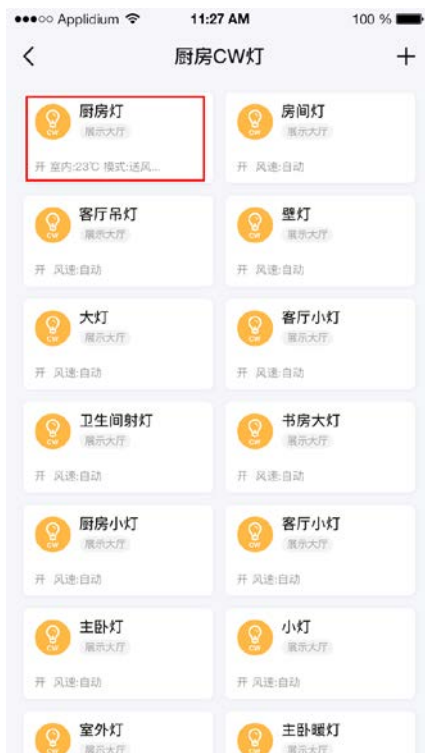 Applidium 11:27 AM 100 %
厨房CW灯
厨房灯
展示大厅
开 室内:23℃ 模式:送风...
房间灯
展示大厅
开 风速:自动
客厅吊灯
展示大厅
开 风速:自动
壁灯
展示大厅
开 风速:自动
大灯
展示大厅
开 风速:自动
客厅小灯
展示大厅
开 风速:自动
卫生间射灯
展示大厅
开 风速:自动
书房大灯
展示大厅
开 风速:自动
厨房小灯
展示大厅
开 风速:自动
客厅小灯
展示大厅
开 风速:自动
主卧灯
展示大厅
开 风速:自动
小灯
展示大厅
开 风速:自动
室外灯
展示大厅
主卧暖灯
展示大厅